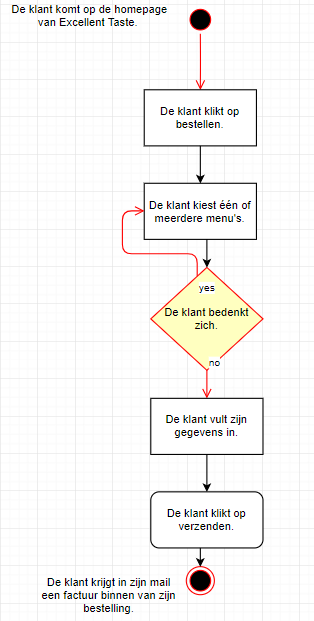 De klant komt op de homepage
van Excellent Taste.
De klant klikt op
bestellen.
De klant kiest één of
meerdere menu's.
yes
De klant bedenkt
zich.
no
De klant vult zijn
gegevens in.
De klant klikt op
verzenden.
De klant krijgt in zijn mail
een factuur binnen van zijn
bestelling.